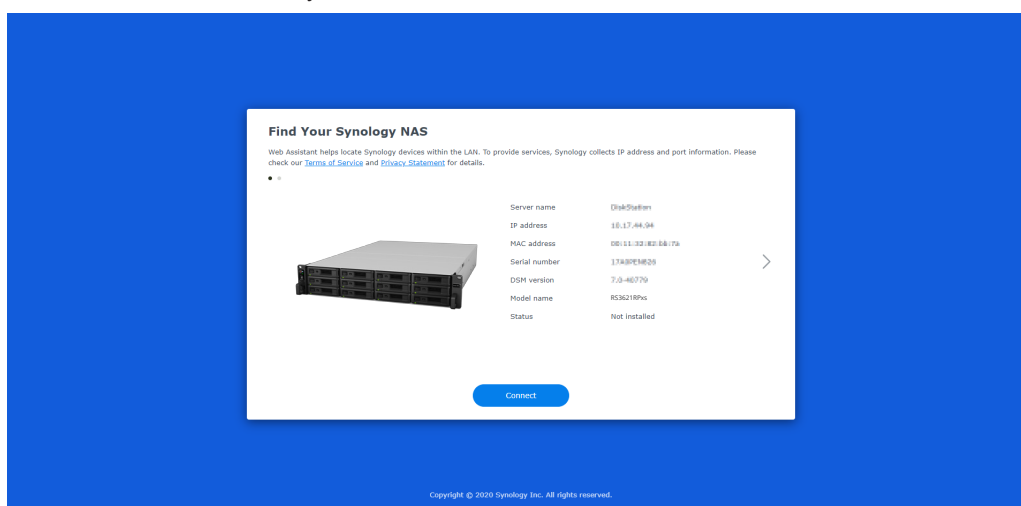 Find Your Synology NAS
Web Assistant helps locate Synology devices within the LAN. To provide services, Synology collects IP address and port information. Please
check our Terms of Service and Privacy Statement for details.
Server name DiskStation
IP address
MAC address
Serial number
DSM version
Model name RS3621RPxs
Status Not installed
Connect
Copyright © 2020 Synology Inc. All rights reserved.